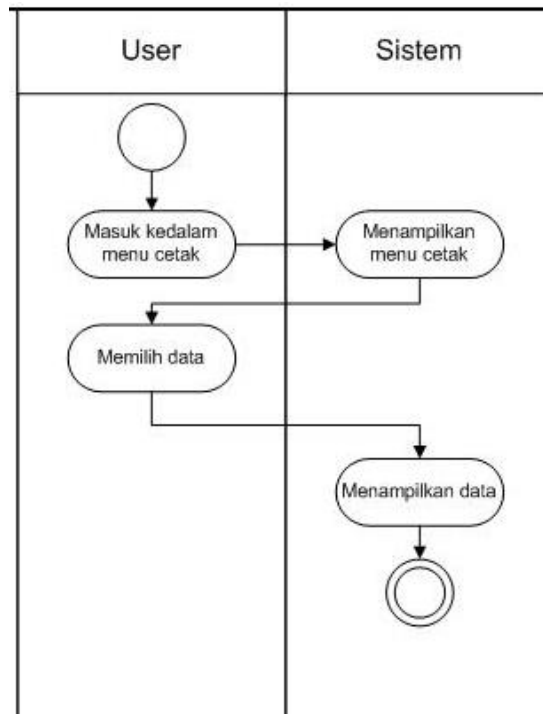 User
Sistem
Masuk kedalam
menu cetak
Menampilkan
menu cetak
Memilih data
Menampilkan data